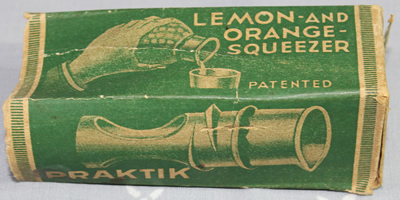 LEMON-AND
ORANGE-
SQUEEZER
PATENTED
PRAKTIK